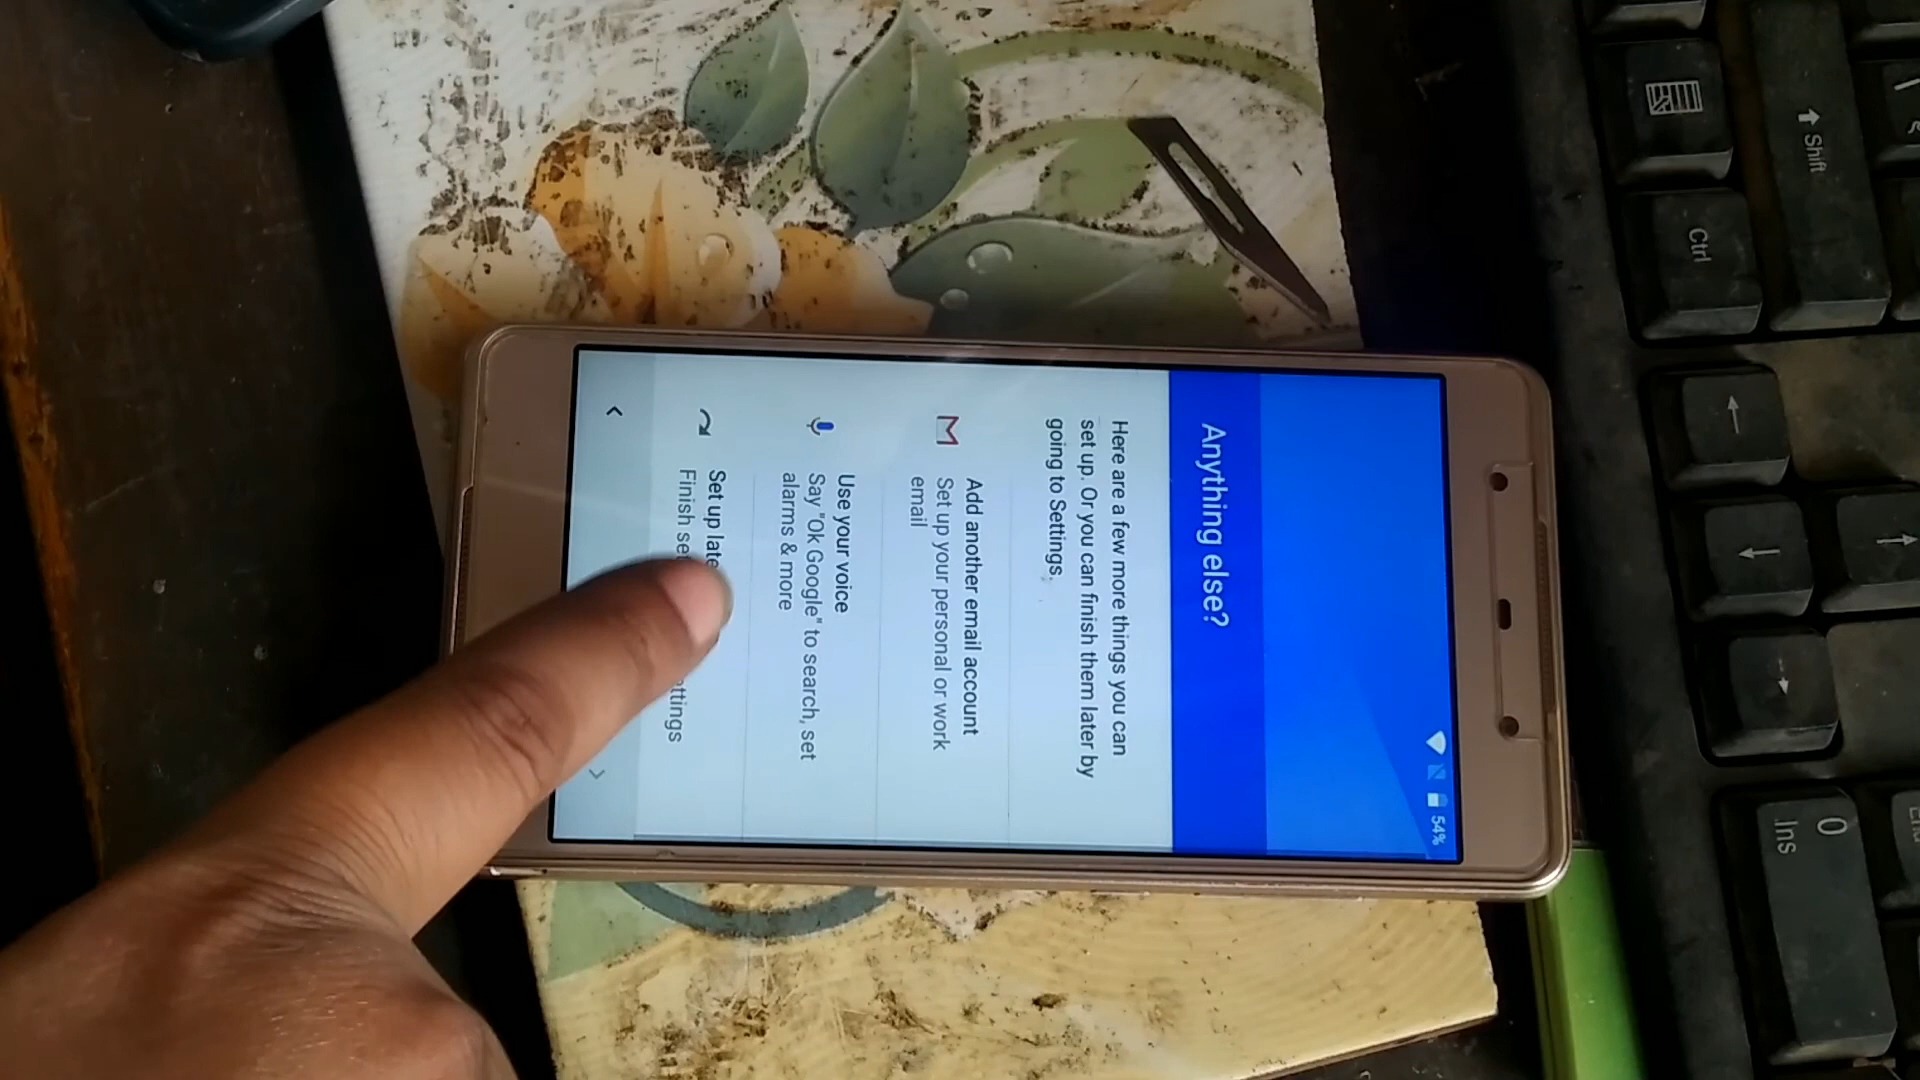 54%
Anything else?
Here are a few more things you can
set up. Or you can finish them later by
going to Settings.
Add another email account
Set up your personal or work
email
Use your voice
Say "Ok Google" to search, set
alarms & more
Set up late
Finish set ettings
Shift
Ctrl
0
Ins